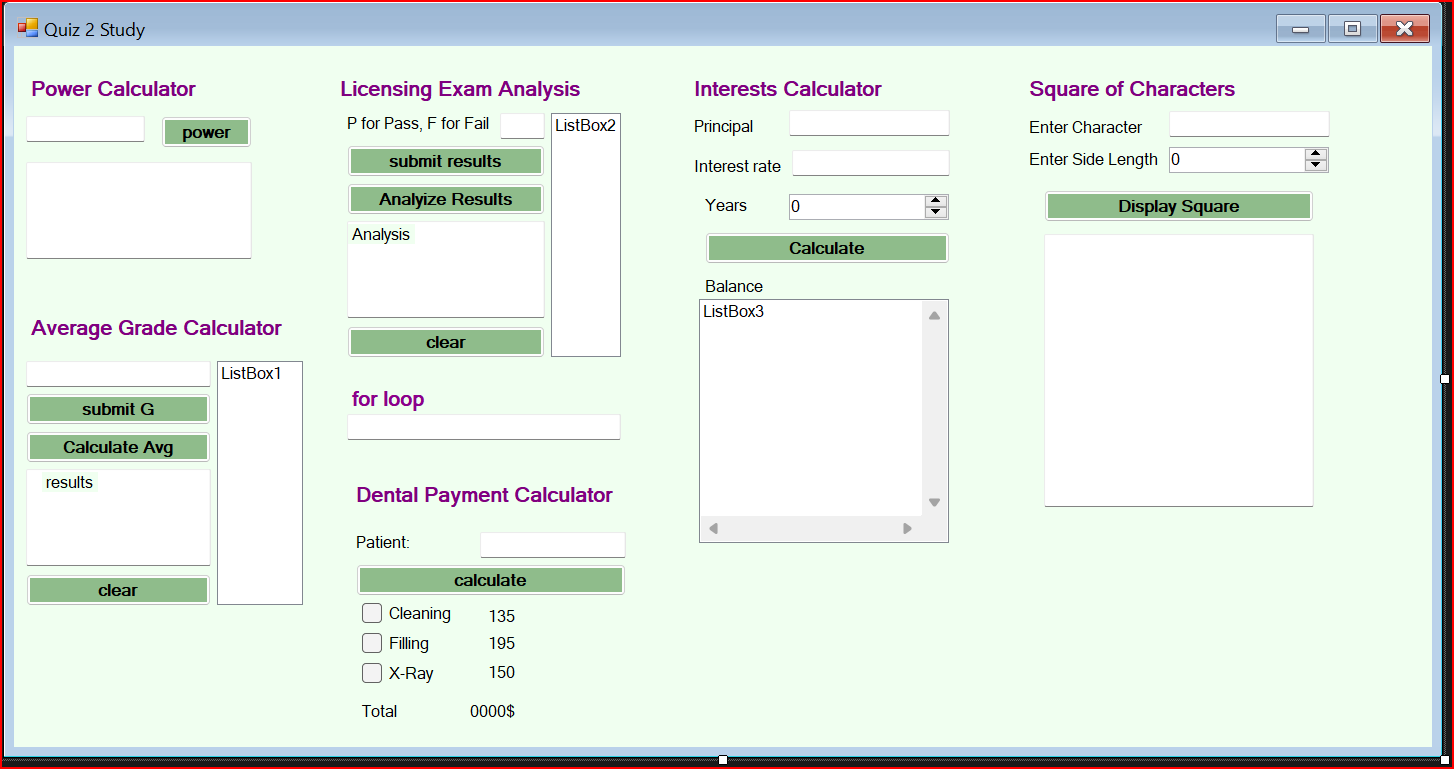 Quiz 2 Study
Power Calculator
power
Average Grade Calculator
ListBox1
submit G
Calculate Avg
results
clear
Licensing Exam Analysis
P for Pass, F for Fail
ListBox2
submit results
Analyize Results
Analysis
clear
for loop
Dental Payment Calculator
Patient:
calculate
Cleaning 135
Filling 195
X-Ray 150
Total 0000$
Interests Calculator
Principal
Interest rate
Years 0
Calculate
Balance
ListBox3
Square of Characters
Enter Character
Enter Side Length 0
Display Square